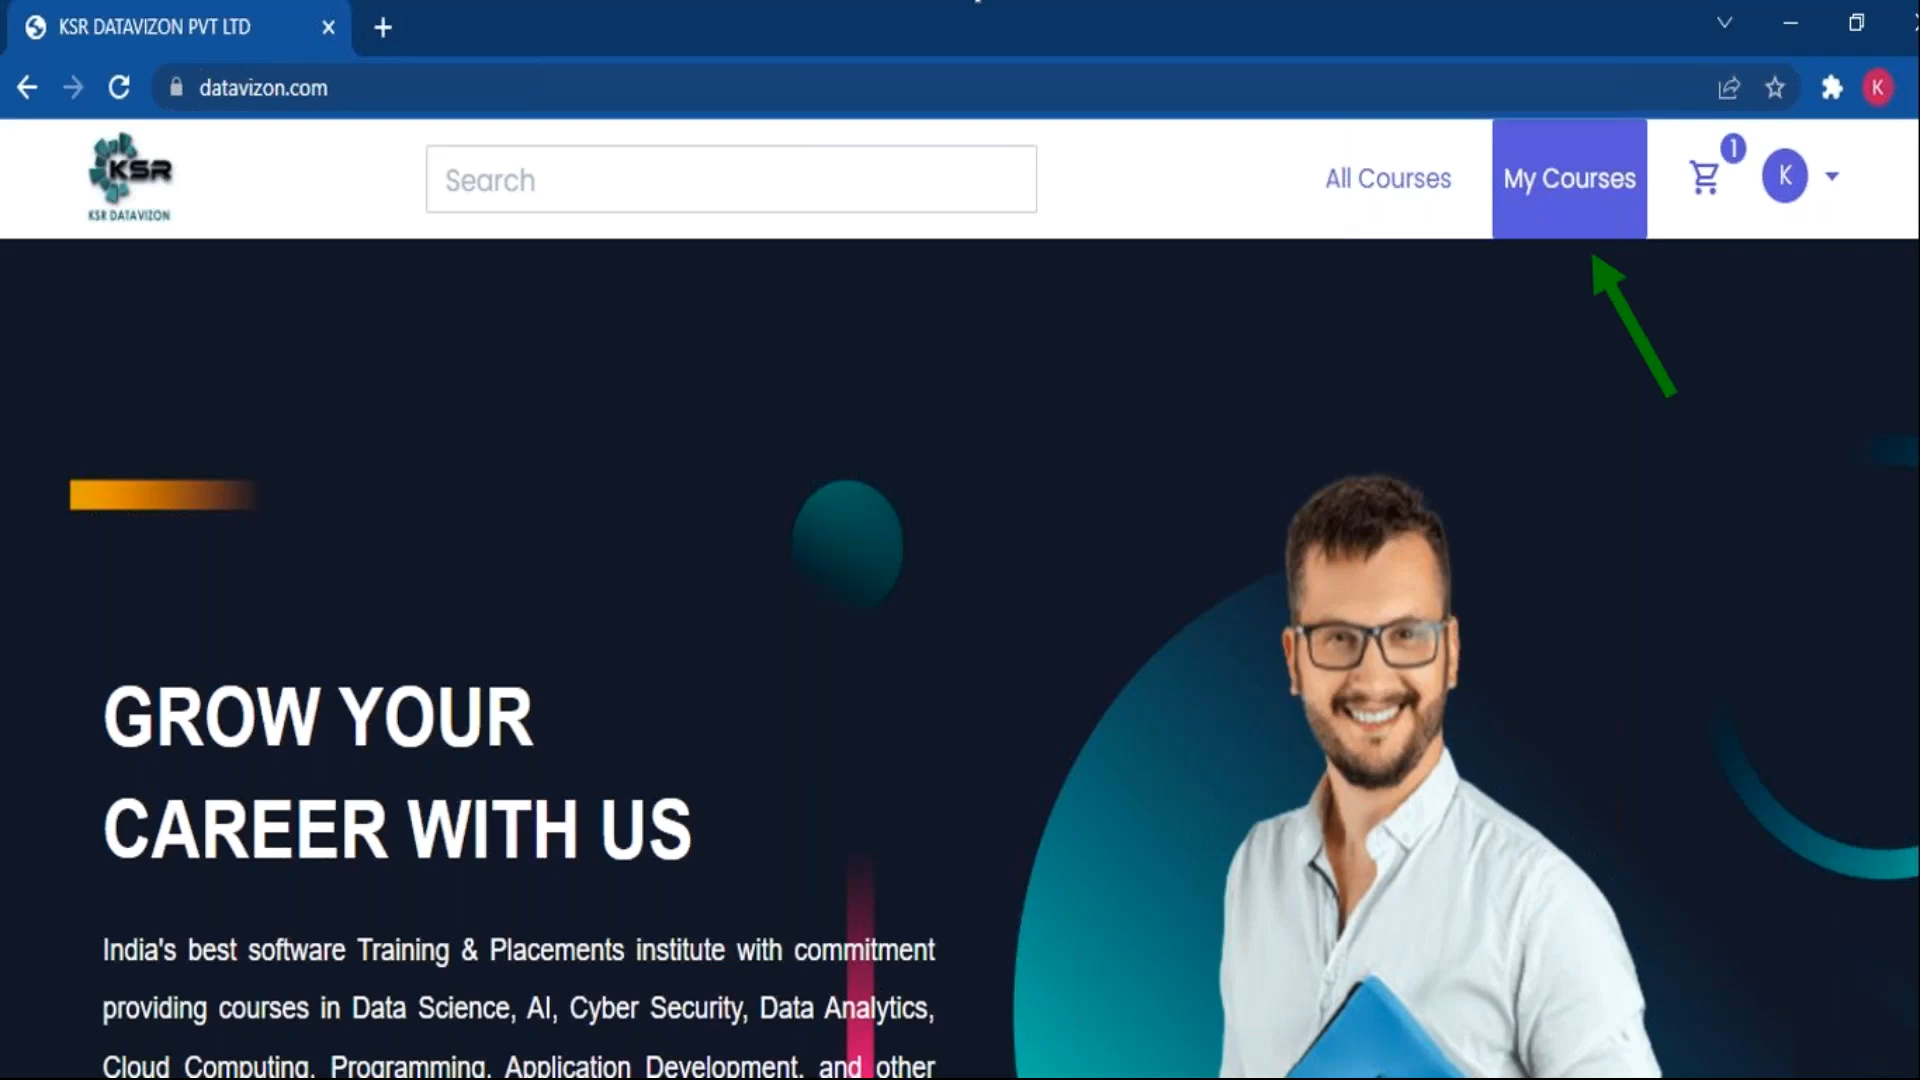 KSR DATAVIZON PVT LTD
datavizon.com
K
KSR
KSR DATAVIZON
Search
All Courses
My Courses
1
K
GROW YOUR
CAREER WITH US
India's best software Training & Placements institute with commitment
providing courses in Data Science, AI, Cyber Security, Data Analytics,
Cloud Computing, Programming, Application Development, and other